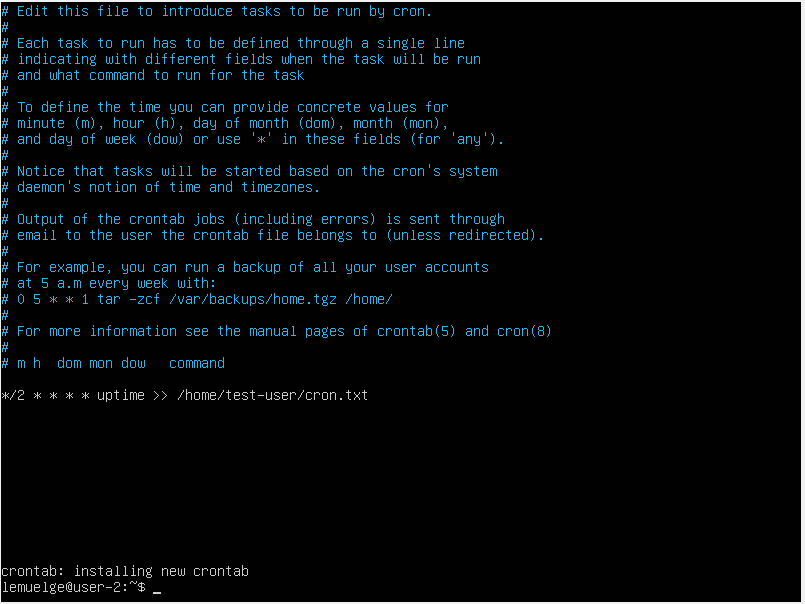 # Edit this file to introduce tasks to be run by cron.
#
# Each task to run has to be defined through a single line
# indicating with different fields when the task will be run
# and what command to run for the task
#
# To define the time you can provide concrete values for
# minute (m), hour (h), day of month (dom), month (mon),
# and day of week (dow) or use '*' in these fields (for 'any').
#
# Notice that tasks will be started based on the cron's system
# daemon's notion of time and timezones.
#
# Output of the crontab jobs (including errors) is sent through
# email to the user the crontab file belongs to (unless redirected).
#
# For example, you can run a backup of all your user accounts
# at 5 a.m every week with:
# 0 5 * * 1 tar -zcf /var/backups/home.tgz /home/
#
# For more information see the manual pages of crontab(5) and cron(8)
#
# m h  dom mon dow   command
*/2 * * * * uptime >> /home/test-user/cron.txt
crontab: installing new crontab
lemuelge@user-2:~$ _